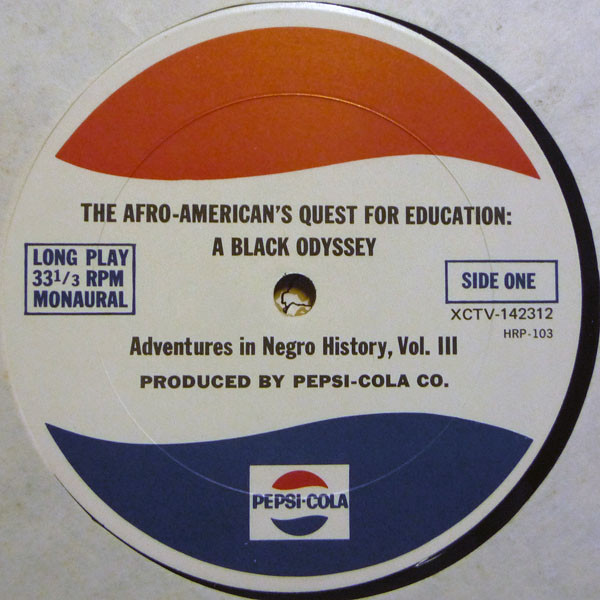 THE AFRO-AMERICAN'S QUEST FOR EDUCATION:
A BLACK ODYSSEY
LONG PLAY
33 1/3 RPM
MONAURAL
SIDE ONE
XCTV-142312
HRP-103
Adventures in Negro History, Vol. III
PRODUCED BY PEPSI-COLA CO.
PEPSI-COLA